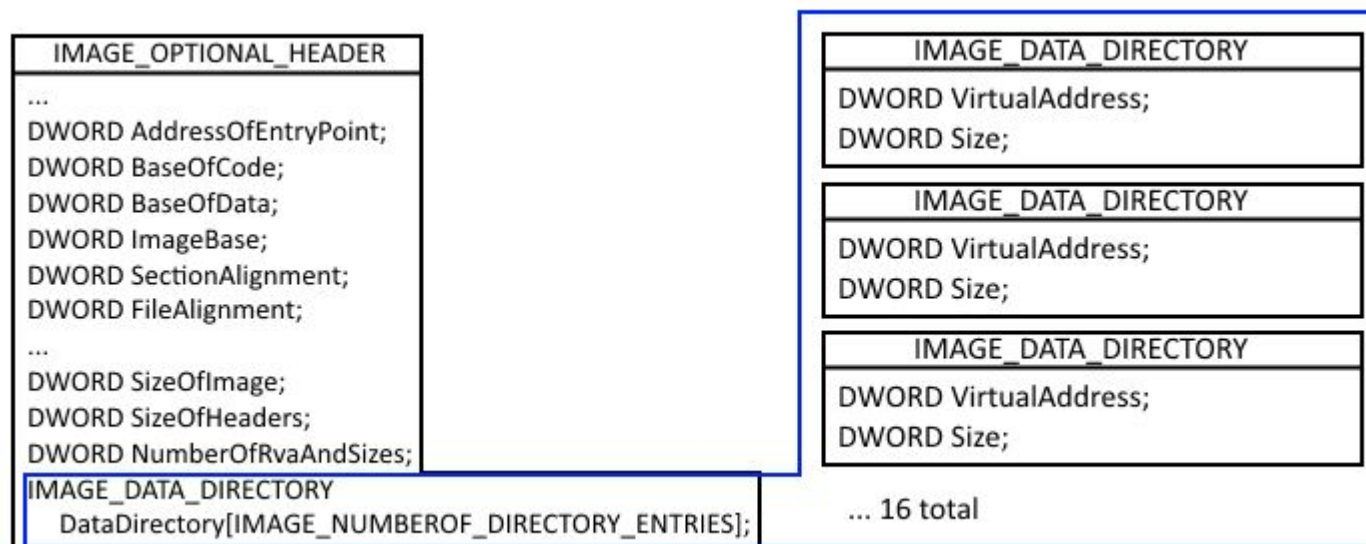 IMAGE_OPTIONAL_HEADER
...
DWORD AddressOfEntryPoint;
DWORD BaseOfCode;
DWORD BaseOfData;
DWORD ImageBase;
DWORD SectionAlignment;
DWORD FileAlignment;
...
DWORD SizeOfImage;
DWORD SizeOfHeaders;
DWORD NumberOfRvaAndSizes;
IMAGE_DATA_DIRECTORY
DataDirectory[IMAGE_NUMBEROF_DIRECTORY_ENTRIES];
IMAGE_DATA_DIRECTORY
DWORD VirtualAddress;
DWORD Size;
IMAGE_DATA_DIRECTORY
DWORD VirtualAddress;
DWORD Size;
IMAGE_DATA_DIRECTORY
DWORD VirtualAddress;
DWORD Size;
... 16 total